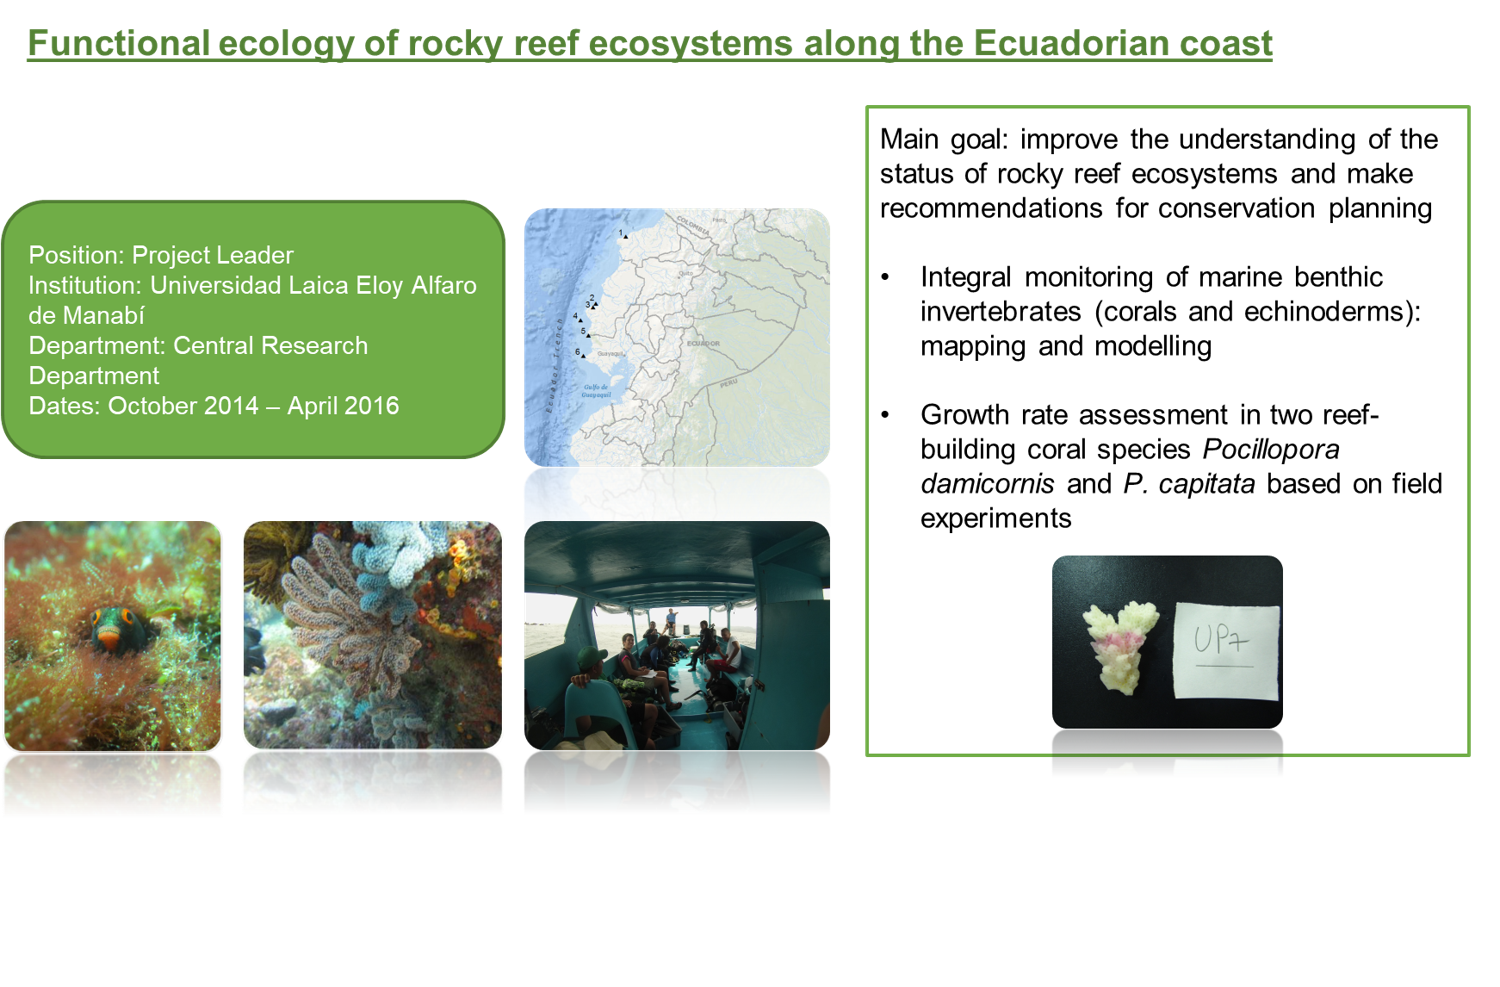 Functional ecology of rocky reef ecosystems along the Ecuadorian coast
Position: Project Leader
Institution: Universidad Laica Eloy Alfaro
de Manabí
Department: Central Research
Department
Dates: October 2014 – April 2016
COLOMBIA
Pasto
1
Quito
2
3
4
5
6
Guayaquil
ECUADOR
PERU
Golfo de
Guayaquil
Ecuador Trench
Main goal: improve the understanding of the
status of rocky reef ecosystems and make
recommendations for conservation planning
• Integral monitoring of marine benthic
invertebrates (corals and echinoderms):
mapping and modelling
• Growth rate assessment in two reef-
building coral species Pocillopora
damicornis and P. capitata based on field
experiments
UP7